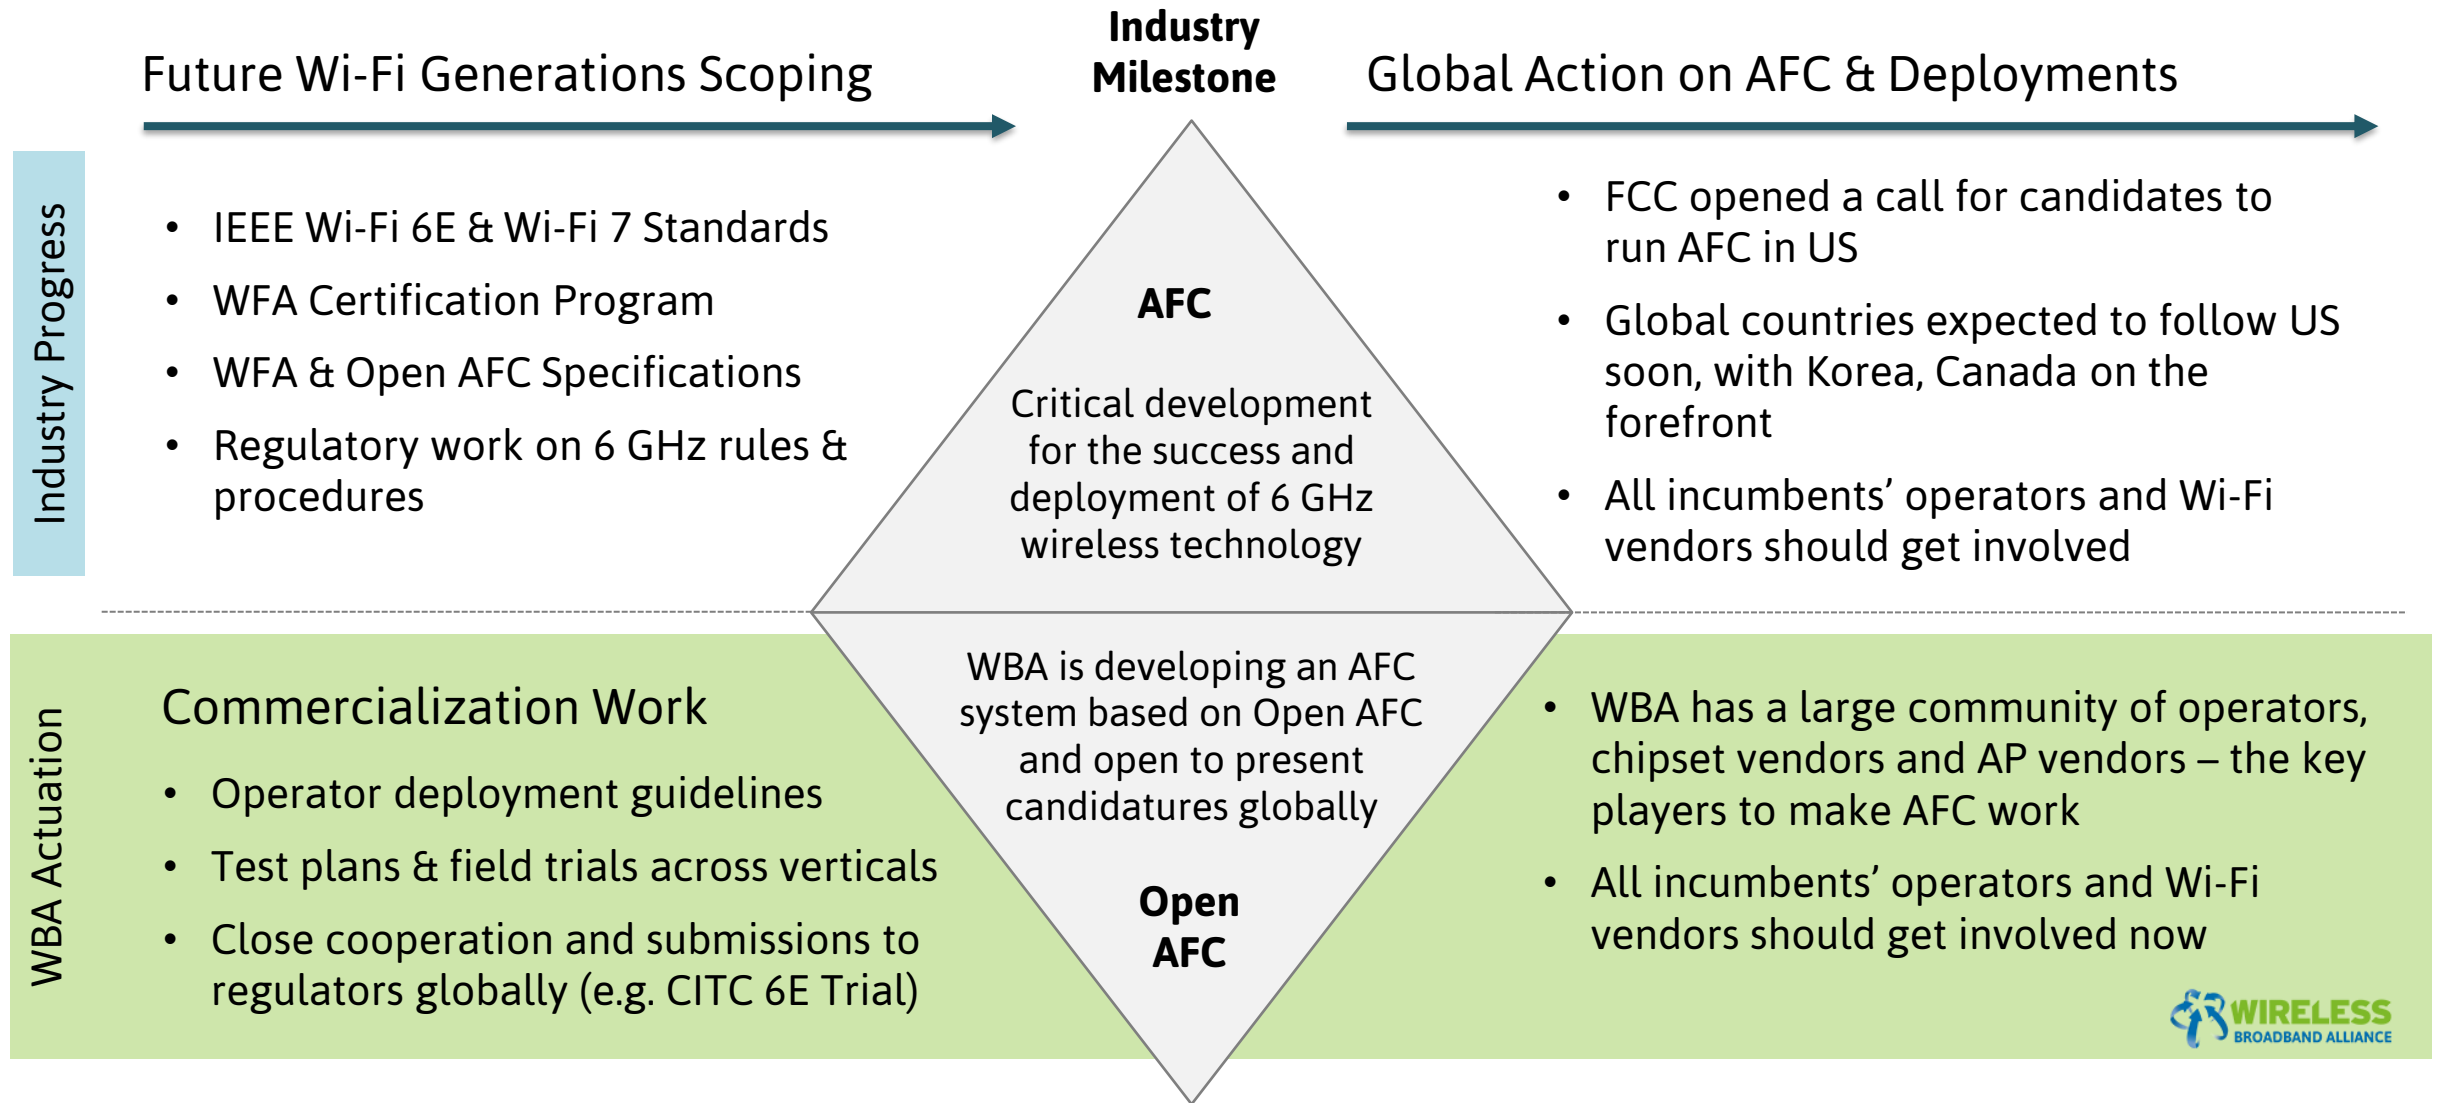 Industry
Milestone
Future Wi-Fi Generations Scoping
Global Action on AFC & Deployments
Industry Progress
• IEEE Wi-Fi 6E & Wi-Fi 7 Standards
• WFA Certification Program
• WFA & Open AFC Specifications
• Regulatory work on 6 GHz rules &
procedures
AFC
Critical development
for the success and
deployment of 6 GHz
wireless technology
• FCC opened a call for candidates to
run AFC in US
• Global countries expected to follow US
soon, with Korea, Canada on the
forefront
• All incumbents’ operators and Wi-Fi
vendors should get involved
WBA Actuation
Commercialization Work
• Operator deployment guidelines
• Test plans & field trials across verticals
• Close cooperation and submissions to
regulators globally (e.g. CITC 6E Trial)
WBA is developing an AFC
system based on Open AFC
and open to present
candidatures globally
Open
AFC
• WBA has a large community of operators,
chipset vendors and AP vendors – the key
players to make AFC work
• All incumbents’ operators and Wi-Fi
vendors should get involved now
WIRELESS
BROADBAND ALLIANCE